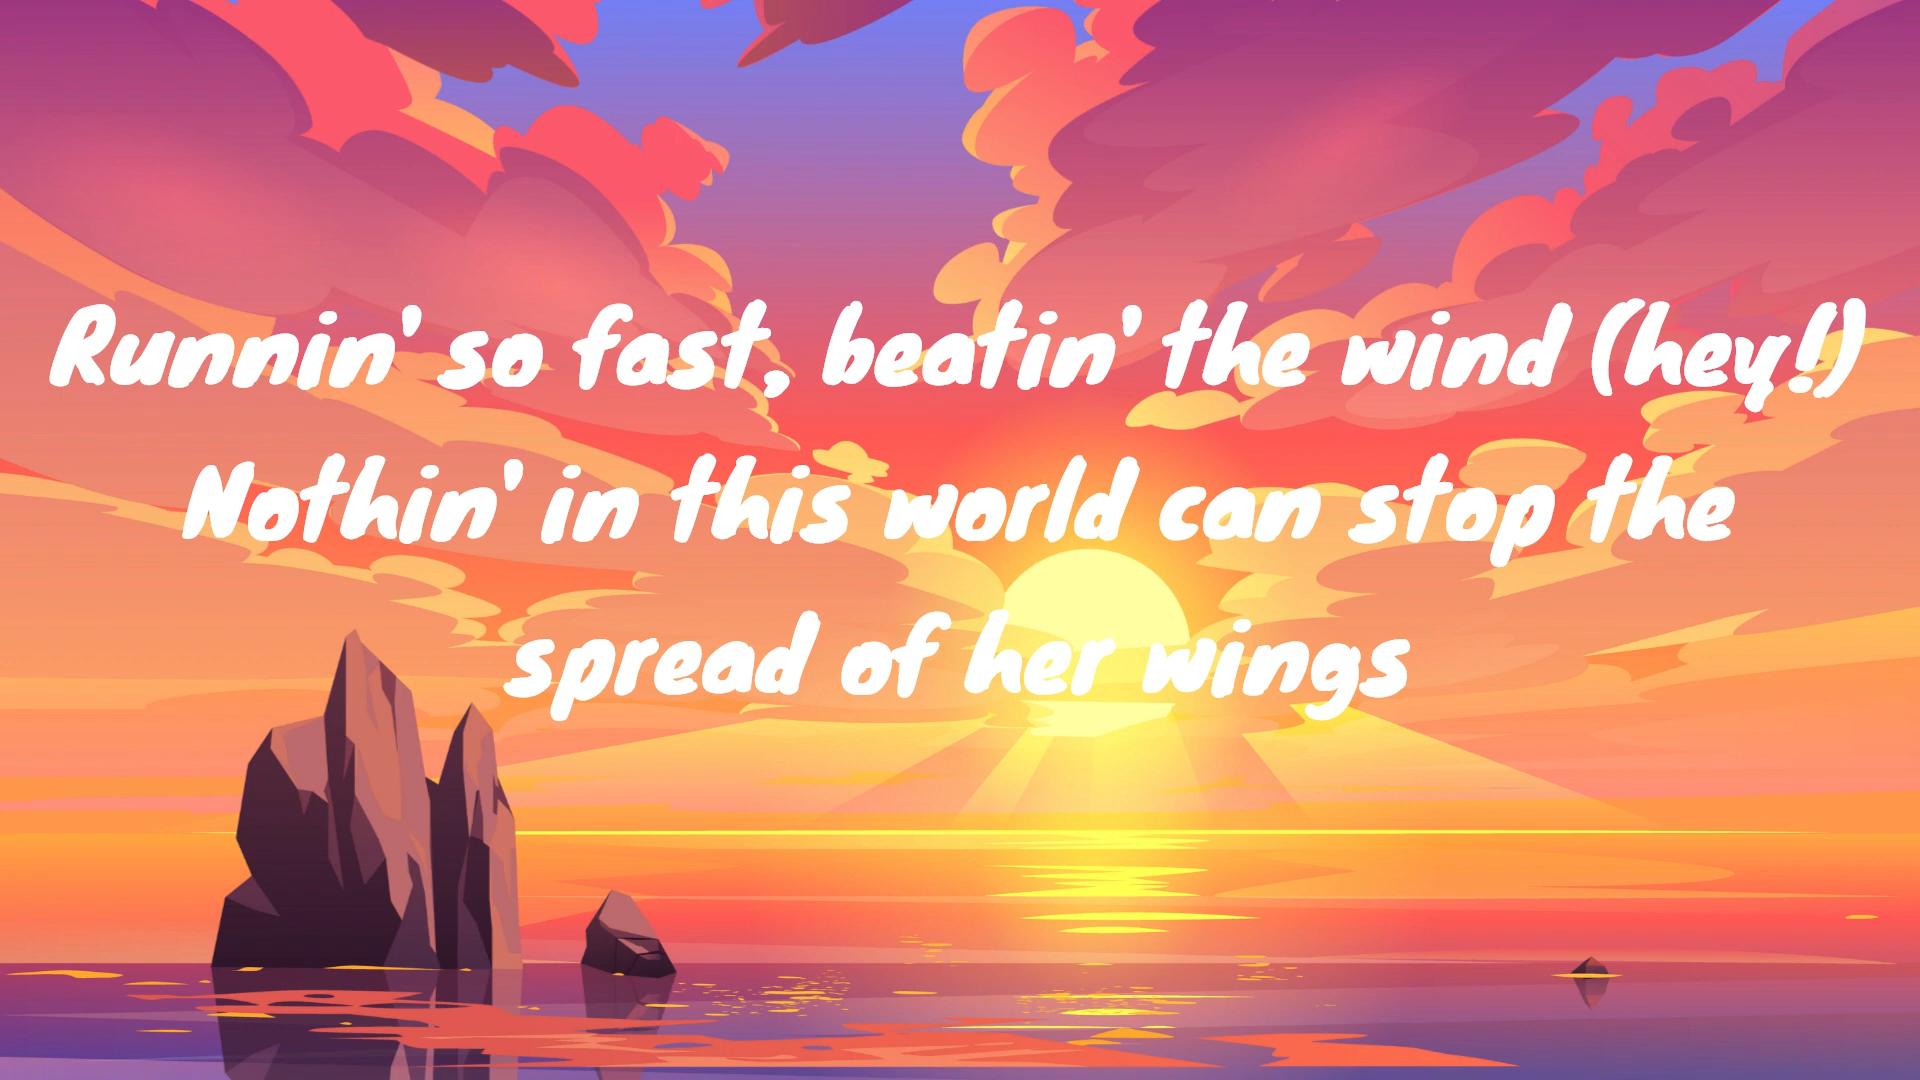 Runnin' so fast, beatin' the wind (hey!)
Nothin' in this world can stop the
spread of her wings